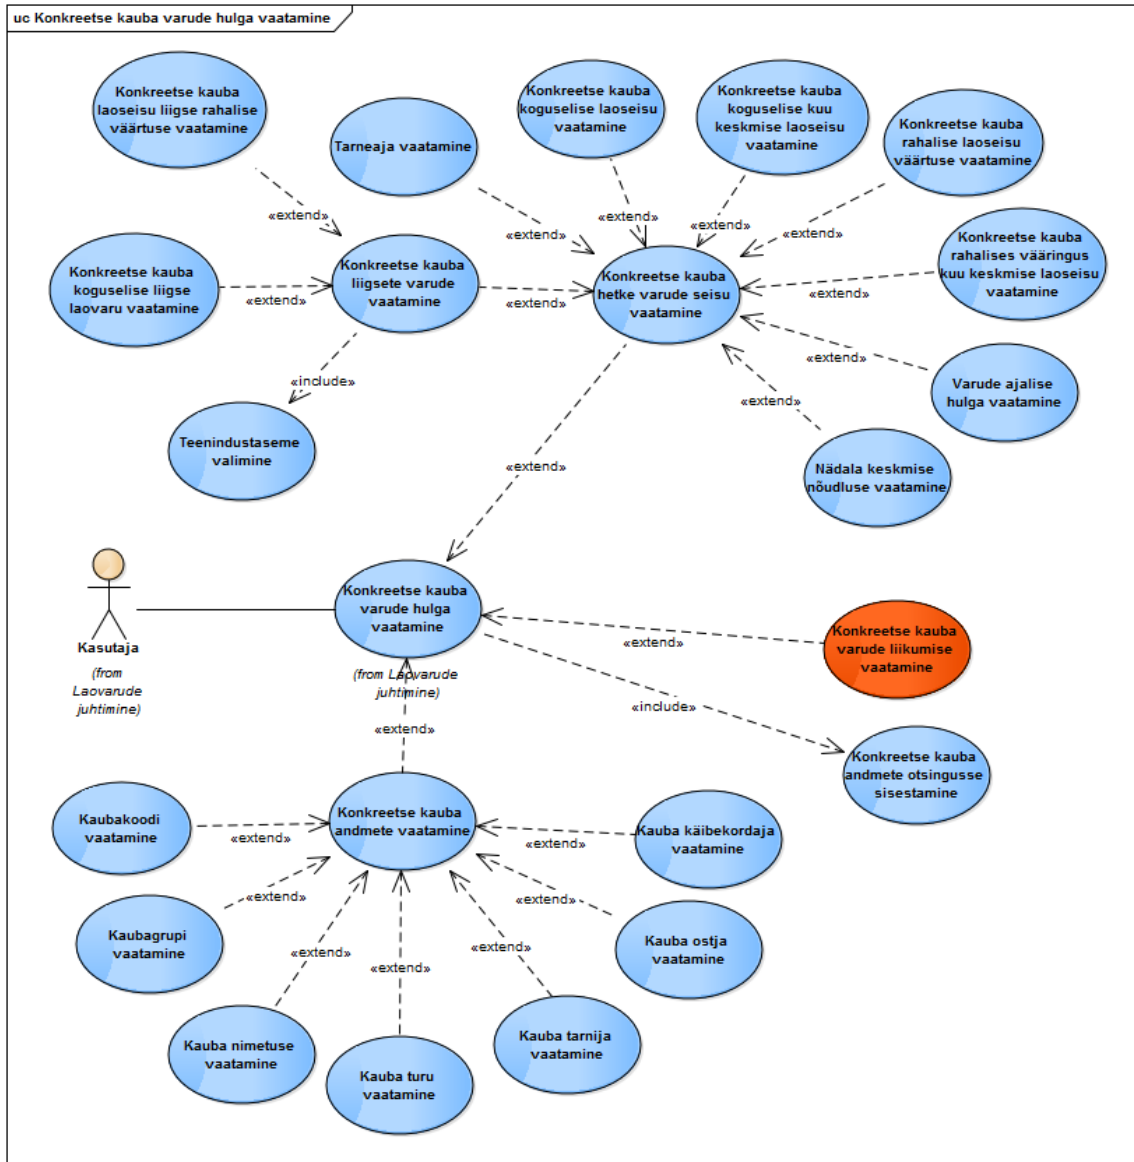 uc Konkreetse kauba varude hulga vaatamine
Konkreetse kauba
laoseisu liigse rahalise
väärtuse vaatamine
Tarneaja vaatamine
Konkreetse kauba
koguselise laoseisu
vaatamine
Konkreetse kauba
koguselise kuu
keskmise laoseisu
vaatamine
Konkreetse kauba
rahalise laoseisu
väärtuse vaatamine
«extend»
«extend»
«extend»
«extend»
«extend»
Konkreetse kauba
koguselise liigse
laovaru vaatamine
«extend»
Konkreetse kauba
liigsete varude
vaatamine
«extend»
Konkreetse kauba
hetke varude seisu
vaatamine
«extend»
Konkreetse kauba
rahalises vääringus
kuu keskmise laoseisu
vaatamine
«extend»
Varude ajalise
hulga vaatamine
«include»
«extend»
Teenindustaseme
valimine
Nädala keskmise
nõudluse vaatamine
«extend»
Kasutaja
(from
Laovarude
juhtimine)
Konkreetse kauba
varude hulga
vaatamine
(from Laovarude
juhtimine)
«extend»
Konkreetse kauba
varude liikumise
vaatamine
«include»
Konkreetse kauba
andmete otsingusse
sisestamine
«extend»
Konkreetse kauba
andmete vaatamine
Kaubakoodi
vaatamine
«extend»
«extend»
Kauba käibekordaja
vaatamine
Kaubagrupi
vaatamine
«extend»
«extend»
Kauba ostja
vaatamine
«extend»
«extend»
«extend»
Kauba nimetuse
vaatamine
Kauba turu
vaatamine
Kauba tarnija
vaatamine